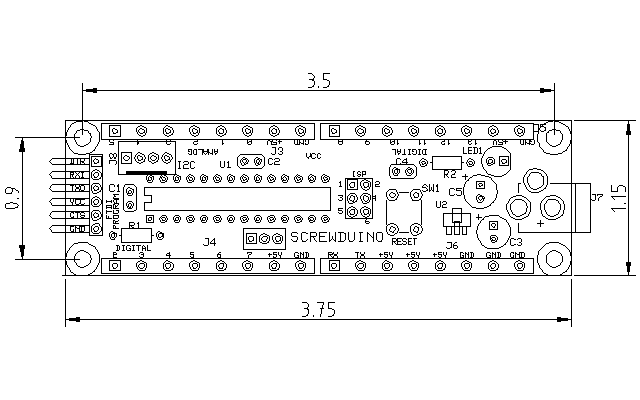 3.5
5 4 3 2 1 0 +5V GND 8 9 10 11 12 13 +5V GND J5
ANALOG J3 DIGITAL LED1
J8 I2C U1 C2 VCC C4 R2
DTR
RXI
TXO
VCC
CTS
GND
FTDI PROGRAM
C1
ISP
1 2
3 4
5 6
SW1 C5 J7
U2
R1 SCREWDUINO
DIGITAL J4 RESET J6 C3
2 3 4 5 6 7 +5V GND RX TX +5V +5V +5V GND GND GND
0.9
1.15
3.75